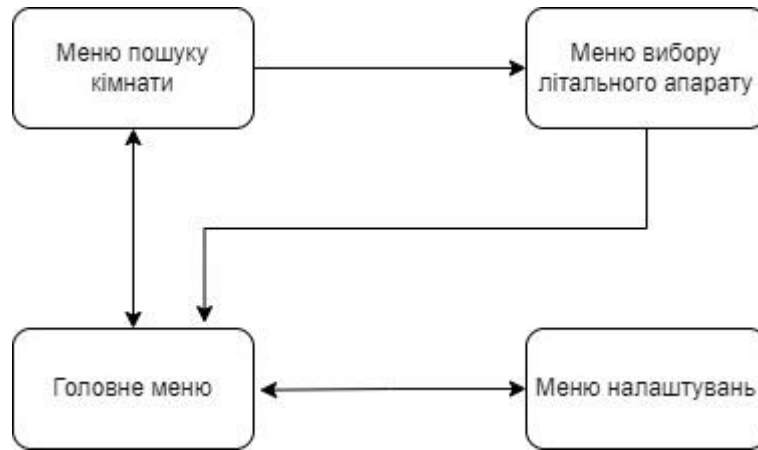 Меню пошуку
кімнати
Меню вибору
літального апарату
Головне меню
Меню налаштувань